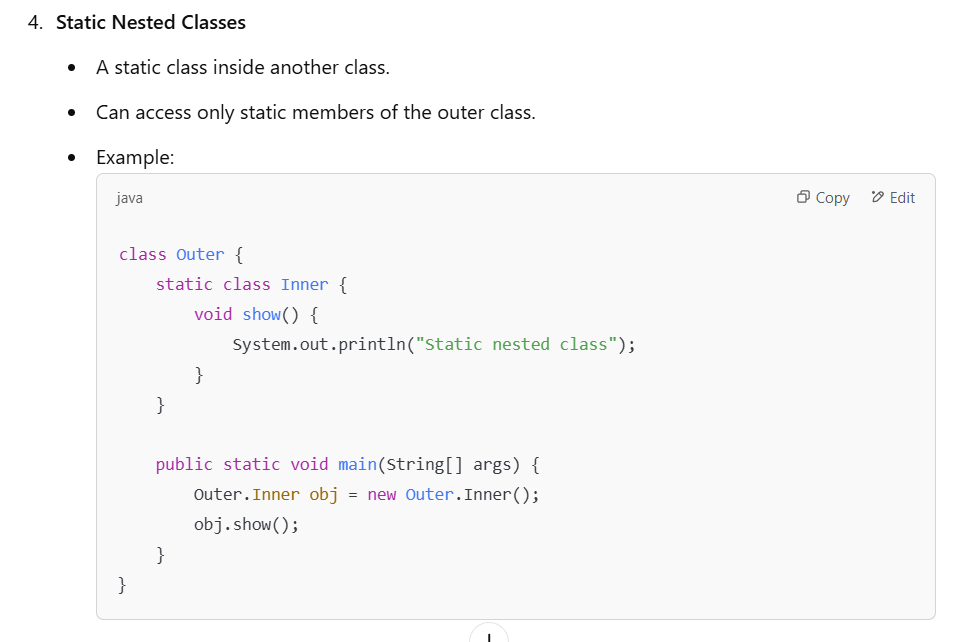 4. Static Nested Classes
• A static class inside another class.
• Can access only static members of the outer class.
• Example:
java Copy Edit
class Outer {
    static class Inner {
        void show() {
            System.out.println("Static nested class");
        }
    }

    public static void main(String[] args) {
        Outer.Inner obj = new Outer.Inner();
        obj.show();
    }
}